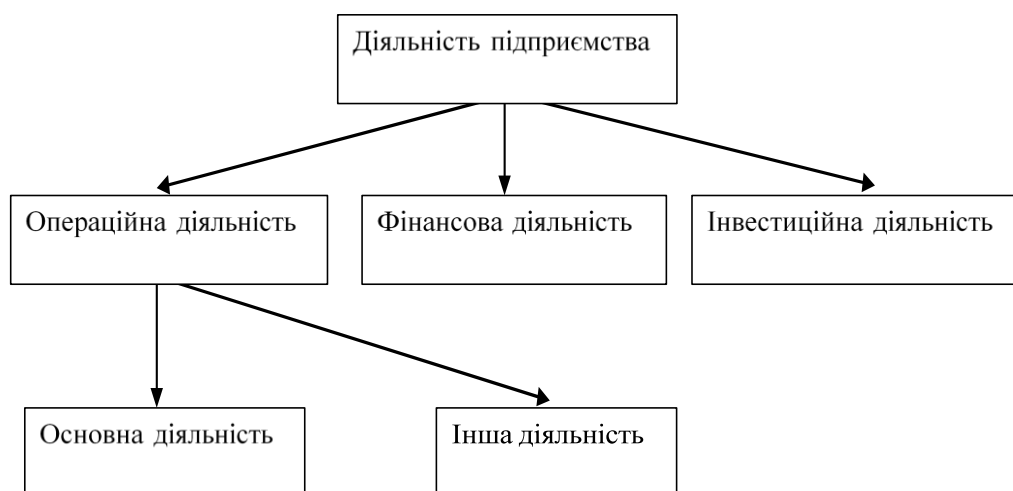 Діяльність підприємства
Операційна діяльність
Фінансова діяльність
Інвестиційна діяльність
Основна діяльність
Інша діяльність